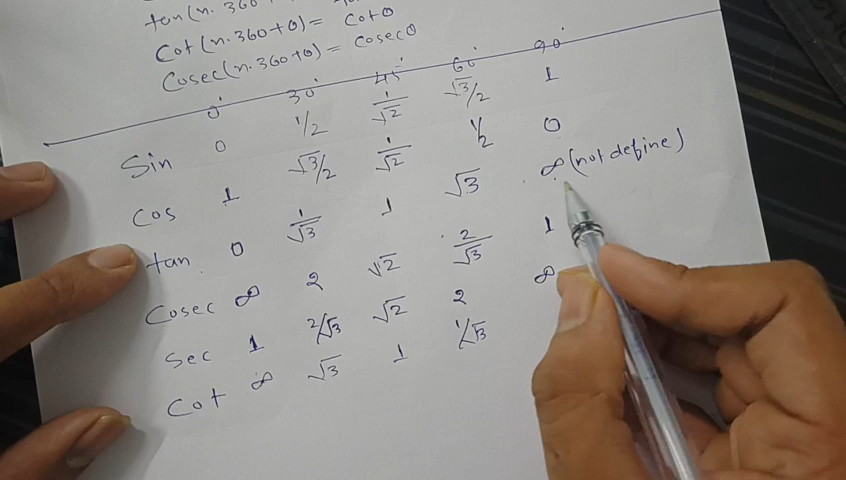 tan(n.360+θ)
Cot(n.360+θ) = Cotθ
Cosec(n.360+θ) = Cosecθ
0° 30° 45° 60° 90°
Sin 0 1/2 1/√2 √3/2 1
Cos 1 √3/2 1/√2 1/2 0
tan 0 1/√3 1 √3 ∞(not define)
Cosec ∞ 2 √2 2/√3 1
Sec 1 2/√3 √2 2 ∞
Cot ∞ √3 1 1/√3